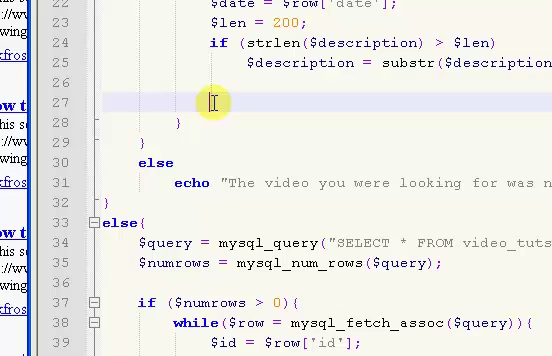 22 $date = $row['date'];
23 $len = 200;
24 if (strlen($description) > $len)
25 $description = substr($description
26
27
28 }
29 }
30 else
31 echo "The video you were looking for was n
32 }
33 else{
34 $query = mysql_query("SELECT * FROM video_tuts
35 $numrows = mysql_num_rows($query);
36
37 if ($numrows > 0){
38 while($row = mysql_fetch_assoc($query)){
39 $id = $row['id'];